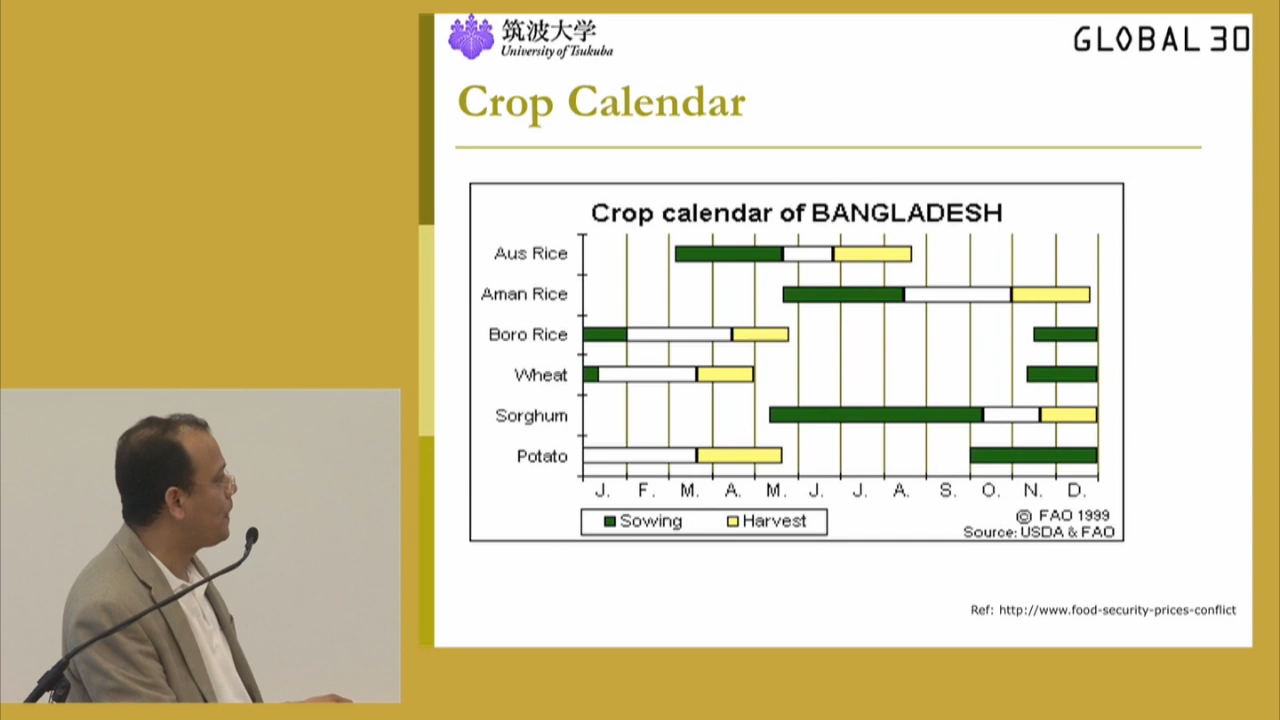 筑波大学
University of Tsukuba
GLOBAL 30
Crop Calendar
Crop calendar of BANGLADESH
Aus Rice
Aman Rice
Boro Rice
Wheat
Sorghum
Potato
J. F. M. A. M. J. J. A. S. O. N. D.
Sowing Harvest
© FAO 1999
Source: USDA & FAO
Ref: http://www.food-security-prices-conflict